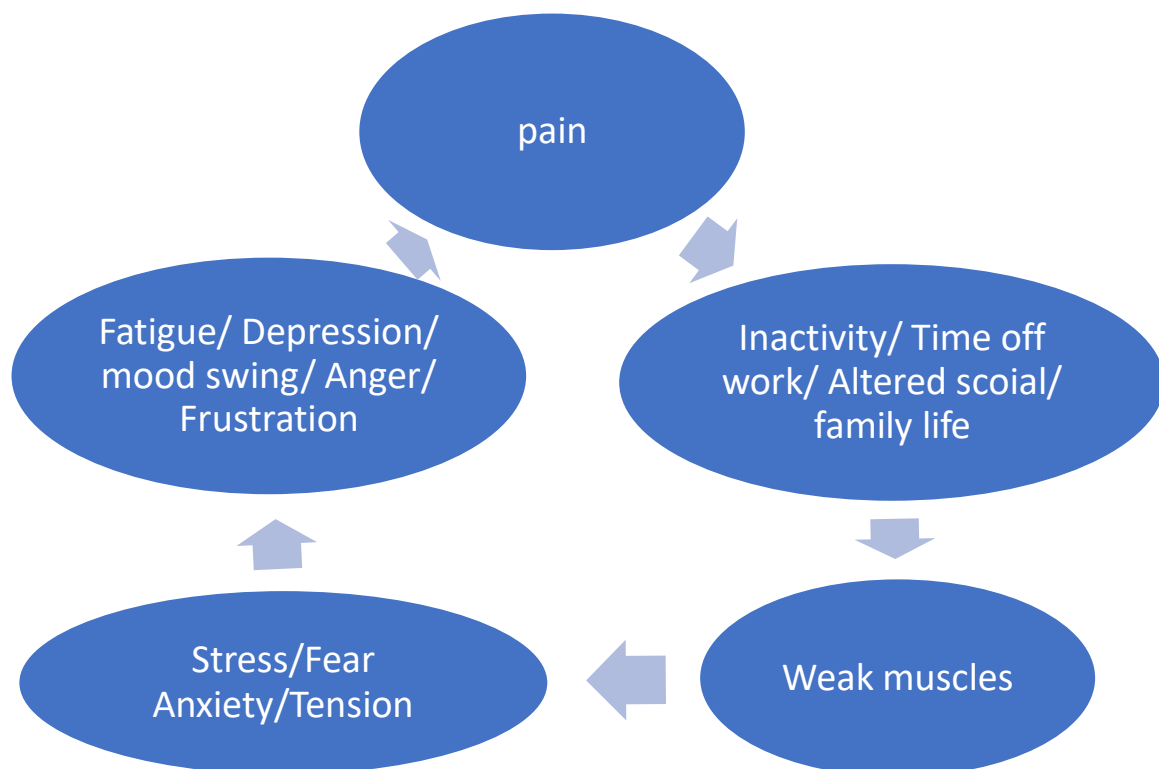 pain
Inactivity/ Time off
work/ Altered scoial/
family life
Weak muscles
Stress/Fear
Anxiety/Tension
Fatigue/ Depression/
mood swing/ Anger/
Frustration